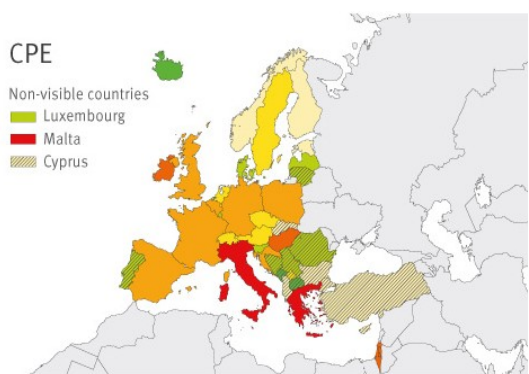 CPE
Non-visible countries
Luxembourg
Malta
Cyprus